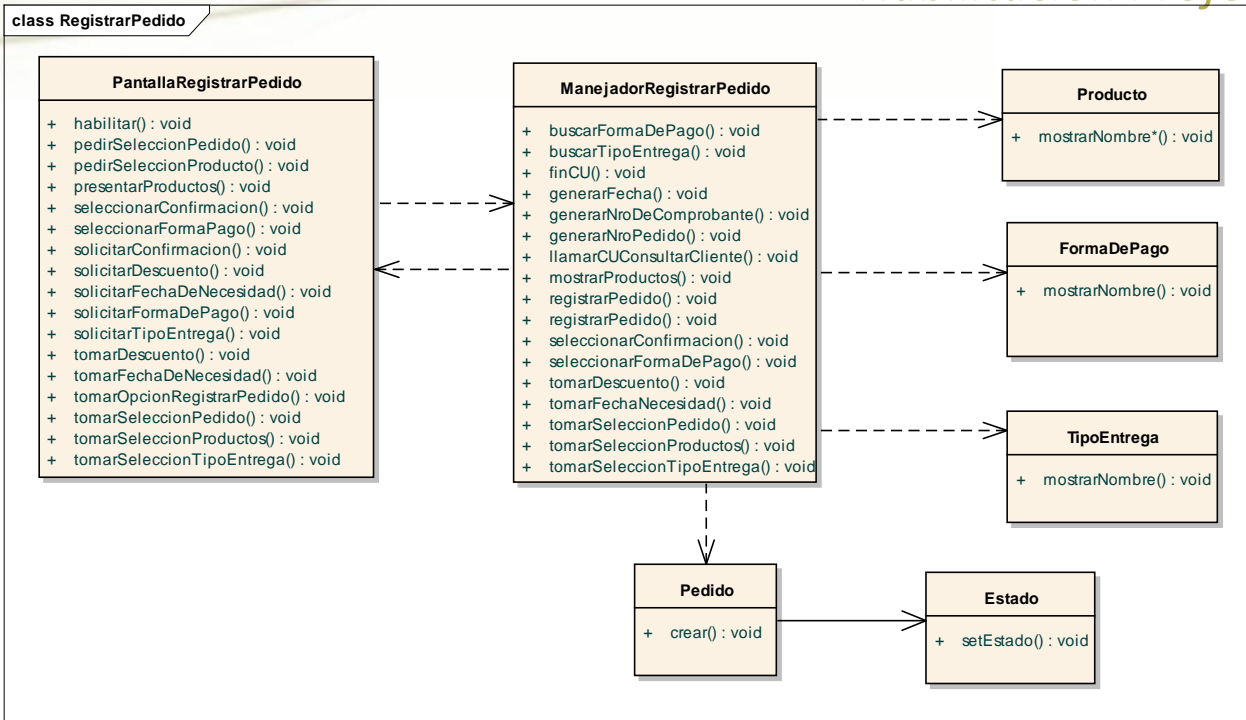 class RegistrarPedido
PantallaRegistrarPedido
+ habilitar() : void
+ pedirSeleccionPedido() : void
+ pedirSeleccionProducto() : void
+ presentarProductos() : void
+ seleccionarConfirmacion() : void
+ seleccionarFormaPago() : void
+ solicitarConfirmacion() : void
+ solicitarDescuento() : void
+ solicitarFechaDeNecesidad() : void
+ solicitarFormaDePago() : void
+ solicitarTipoEntrega() : void
+ tomarDescuento() : void
+ tomarFechaDeNecesidad() : void
+ tomarOpcionRegistrarPedido() : void
+ tomarSeleccionPedido() : void
+ tomarSeleccionProductos() : void
+ tomarSeleccionTipoEntrega() : void
ManejadorRegistrarPedido
+ buscarFormaDePago() : void
+ buscarTipoEntrega() : void
+ finCU() : void
+ generarFecha() : void
+ generarNroDeComprobante() : void
+ generarNroPedido() : void
+ llamarCUConsultarCliente() : void
+ mostrarProductos() : void
+ registrarPedido() : void
+ registrarPedido() : void
+ seleccionarConfirmacion() : void
+ seleccionarFormaDePago() : void
+ tomarDescuento() : void
+ tomarFechaNecesidad() : void
+ tomarSeleccionPedido() : void
+ tomarSeleccionProductos() : void
+ tomarSeleccionTipoEntrega() : void
Producto
+ mostrarNombre*() : void
FormaDePago
+ mostrarNombre() : void
TipoEntrega
+ mostrarNombre() : void
Pedido
+ crear() : void
Estado
+ setEstado() : void